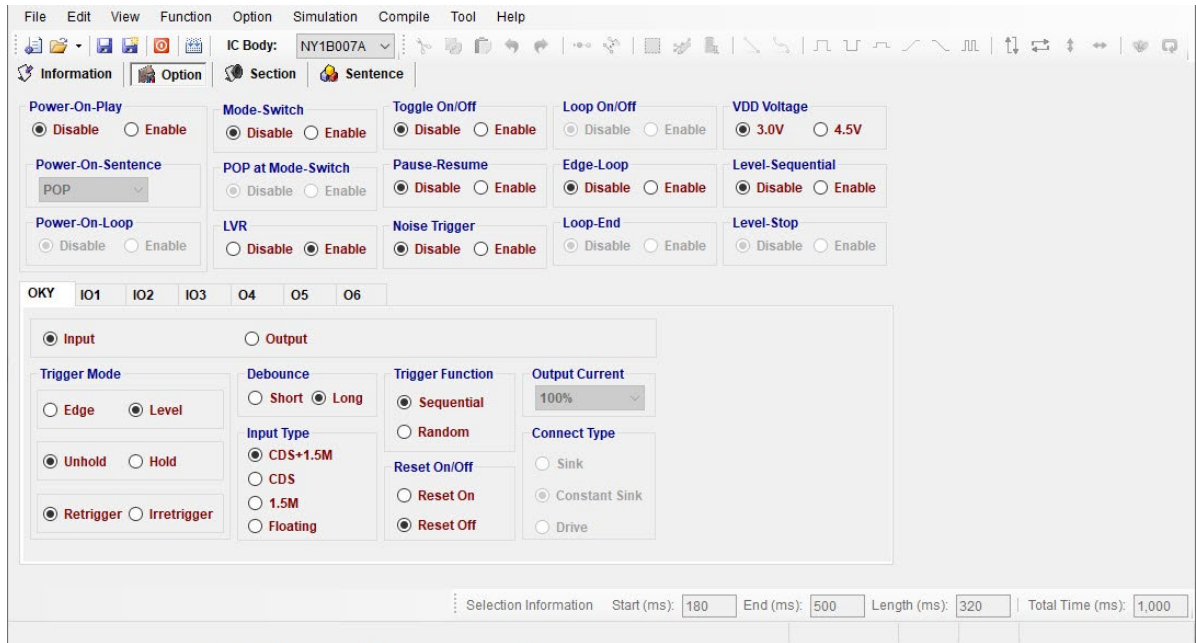 File Edit View Function Option Simulation Compile Tool Help
IC Body: NY1B007A
Information Option Section Sentence
Power-On-Play
Disable Enable
Power-On-Sentence
POP
Power-On-Loop
Disable Enable
Mode-Switch
Disable Enable
POP at Mode-Switch
Disable Enable
LVR
Disable Enable
Toggle On/Off
Disable Enable
Pause-Resume
Disable Enable
Noise Trigger
Disable Enable
Loop On/Off
Disable Enable
Edge-Loop
Disable Enable
Loop-End
Disable Enable
VDD Voltage
3.0V 4.5V
Level-Sequential
Disable Enable
Level-Stop
Disable Enable
OKY IO1 IO2 IO3 O4 O5 O6
Input Output
Trigger Mode
Edge Level
Unhold Hold
Retrigger Irretrigger
Debounce
Short Long
Input Type
CDS+1.5M
CDS
1.5M
Floating
Trigger Function
Sequential
Random
Reset On/Off
Reset On
Reset Off
Output Current
100%
Connect Type
Sink
Constant Sink
Drive
Selection Information Start (ms): 180 End (ms): 500 Length (ms): 320 Total Time (ms): 1,000